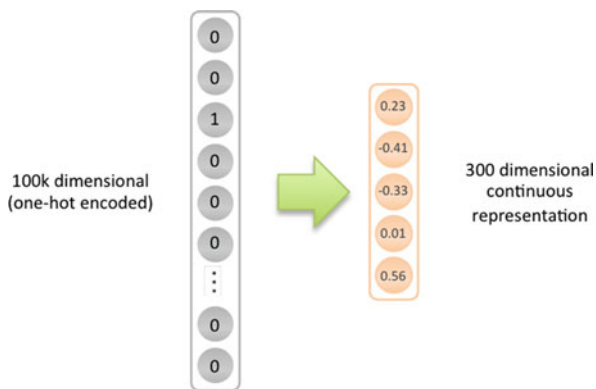 100k dimensional
(one-hot encoded)
0
0
1
0
0
0
⋮
0
0
0.23
-0.41
-0.33
0.01
0.56
300 dimensional
continuous
representation